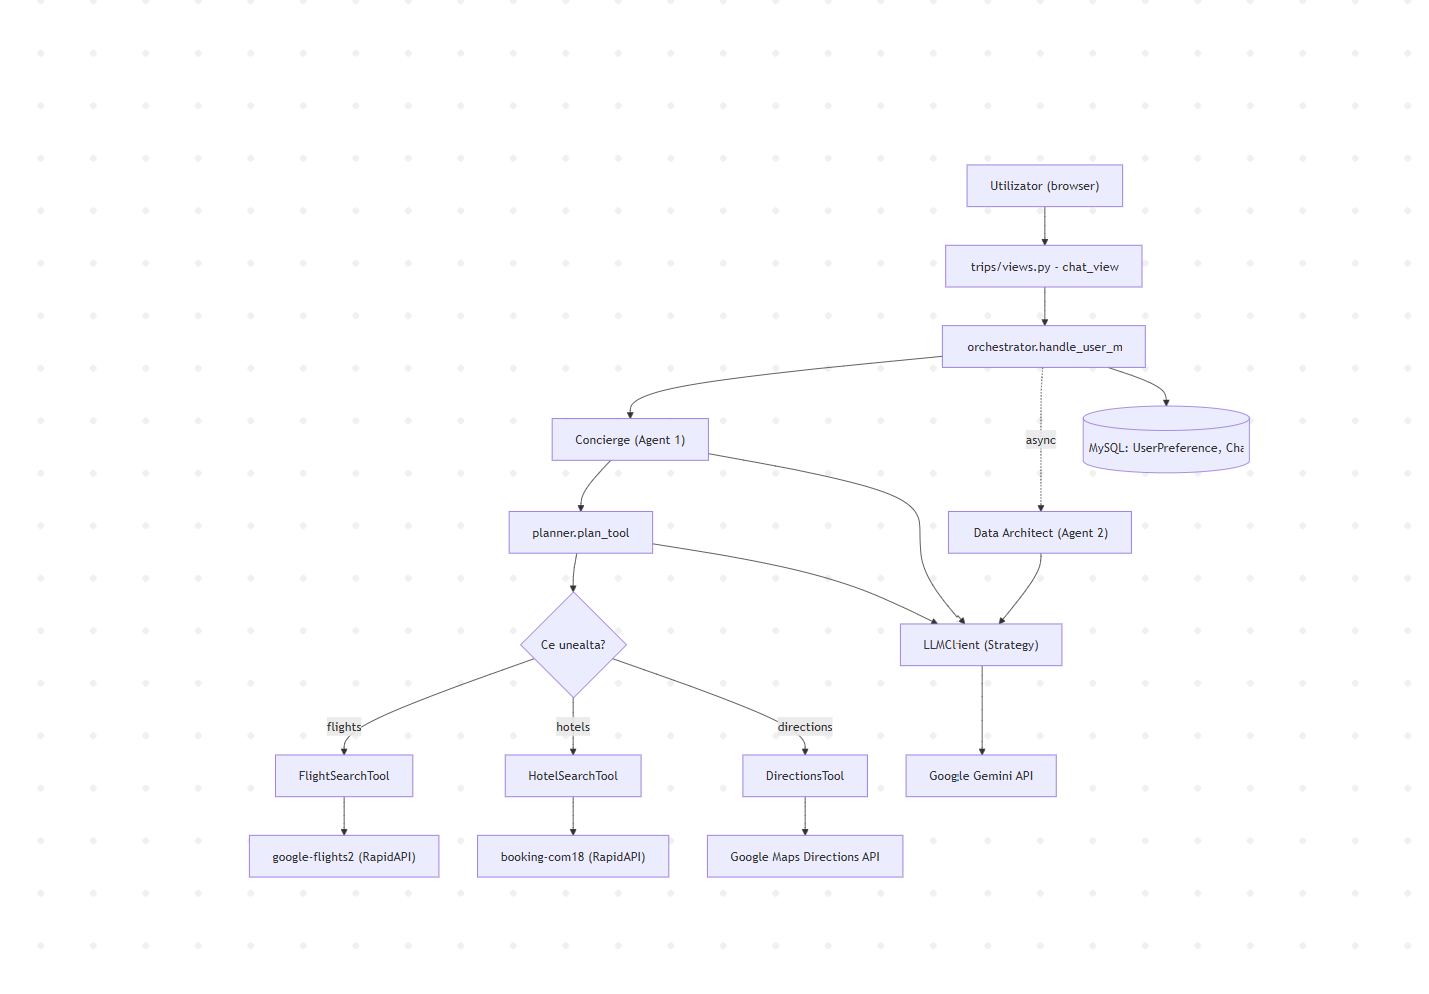 Utilizator (browser)
trips/views.py - chat_view
orchestrator.handle_user_m
Concierge (Agent 1)
async
MySQL: UserPreference, Cha
planner.plan_tool
Data Architect (Agent 2)
Ce unealta?
LLMClient (Strategy)
flights
hotels
directions
FlightSearchTool
HotelSearchTool
DirectionsTool
Google Gemini API
google-flights2 (RapidAPI)
booking-com18 (RapidAPI)
Google Maps Directions API